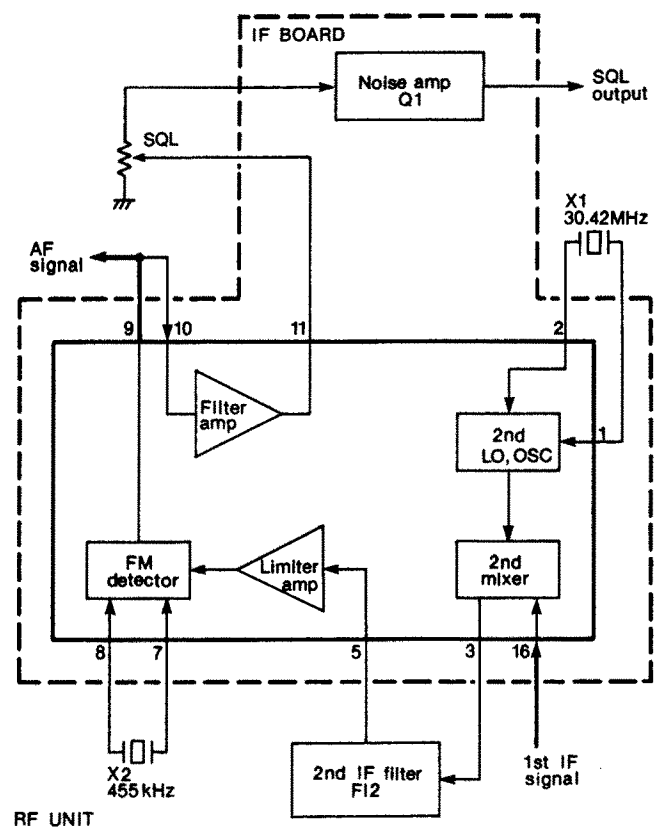 IF BOARD
Noise amp
Q1
SQL
output
SQL
X1
30.42MHz
AF
signal
9
10
11
2
Filter
amp
2nd
LO, OSC
1
FM
detector
Limiter
amp
2nd
mixer
8
7
5
3
16
X2
455kHz
2nd IF filter
FI2
1st IF
signal
RF UNIT